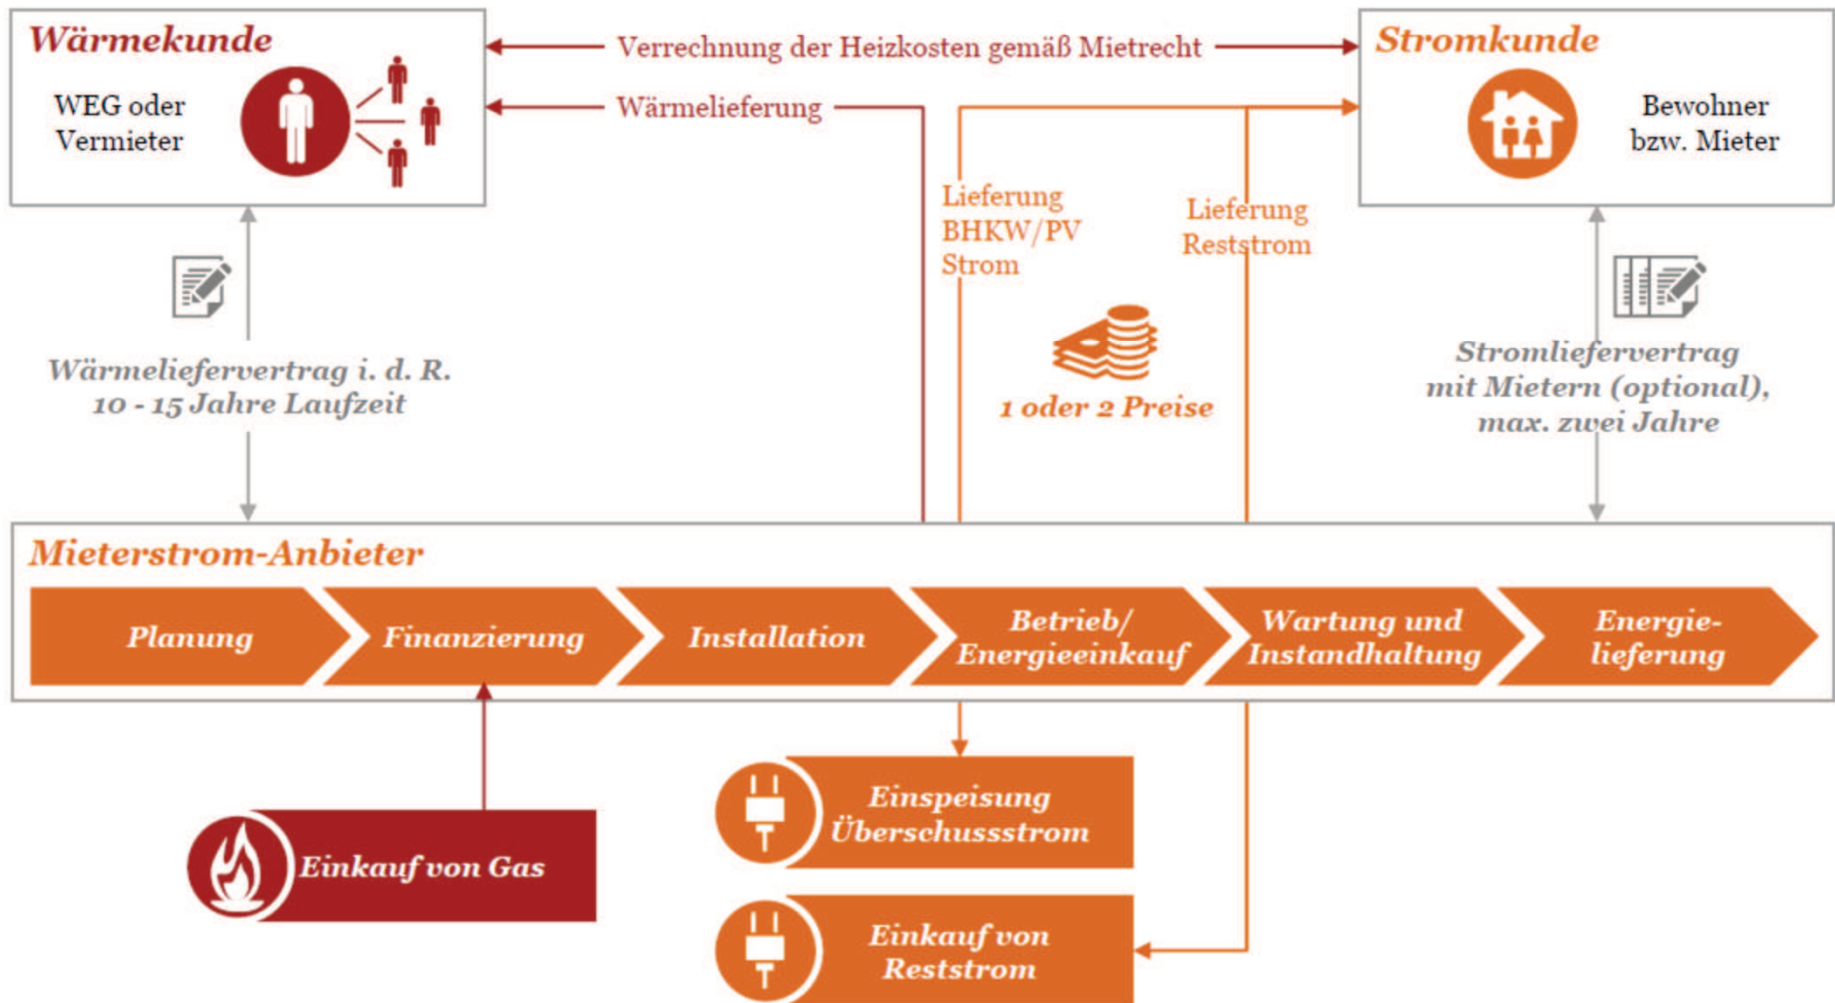 Wärmekunde
WEG oder
Vermieter
Verrechnung der Heizkosten gemäß Mietrecht
Wärmelieferung
Stromkunde
Bewohner
bzw. Mieter
Lieferung
BHKW/PV
Strom
Lieferung
Reststrom
1 oder 2 Preise
Wärmeliefervertrag i. d. R.
10 - 15 Jahre Laufzeit
Stromliefervertrag
mit Mietern (optional),
max. zwei Jahre
Mieterstrom-Anbieter
Planung
Finanzierung
Installation
Betrieb/
Energieeinkauf
Wartung und
Instandhaltung
Energie-
lieferung
Einkauf von Gas
Einspeisung
Überschussstrom
Einkauf von
Reststrom